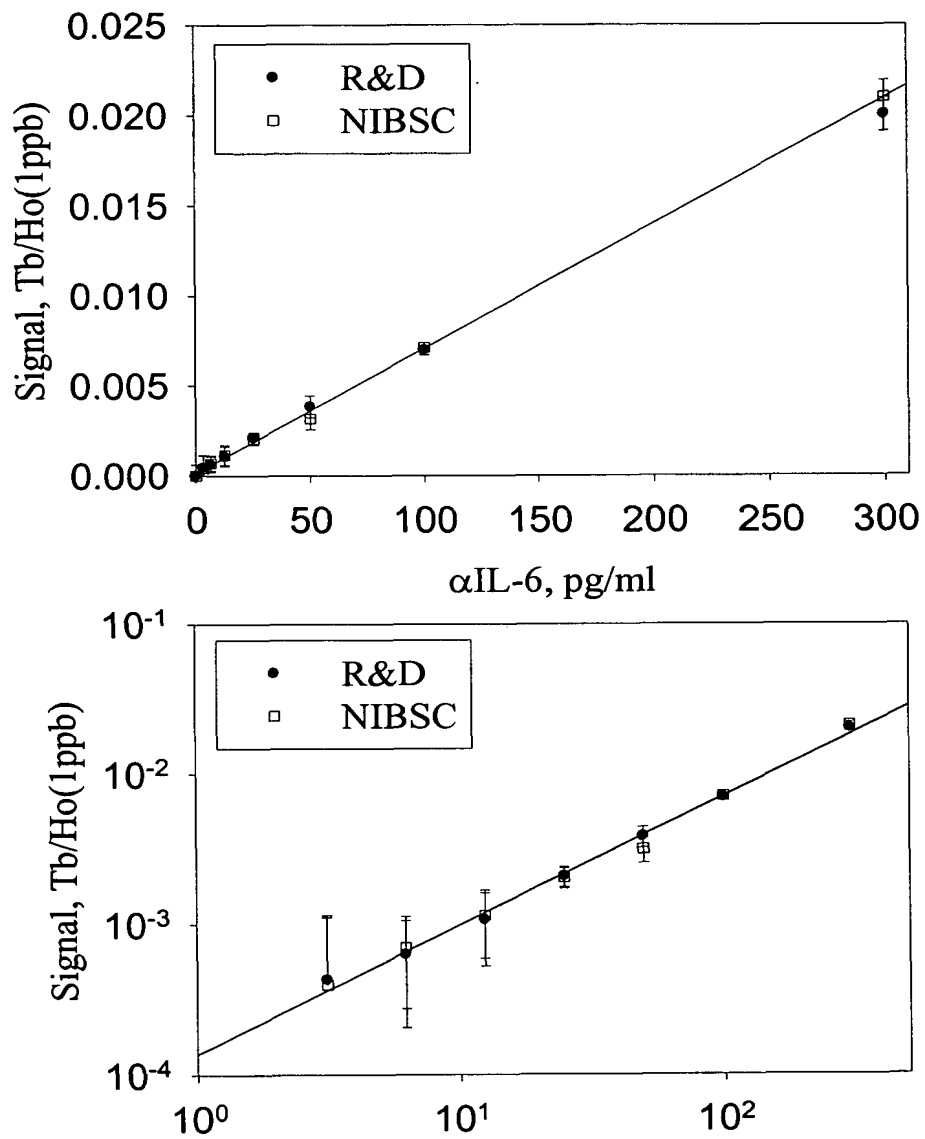 0.025
0.020
0.015
0.010
0.005
0.000
Signal, Tb/Ho(1ppb)
R&D
NIBSC
0 50 100 150 200 250 300
αIL-6, pg/ml
10⁻¹
10⁻²
10⁻³
10⁻⁴
Signal, Tb/Ho(1ppb)
R&D
NIBSC
10⁰ 10¹ 10²